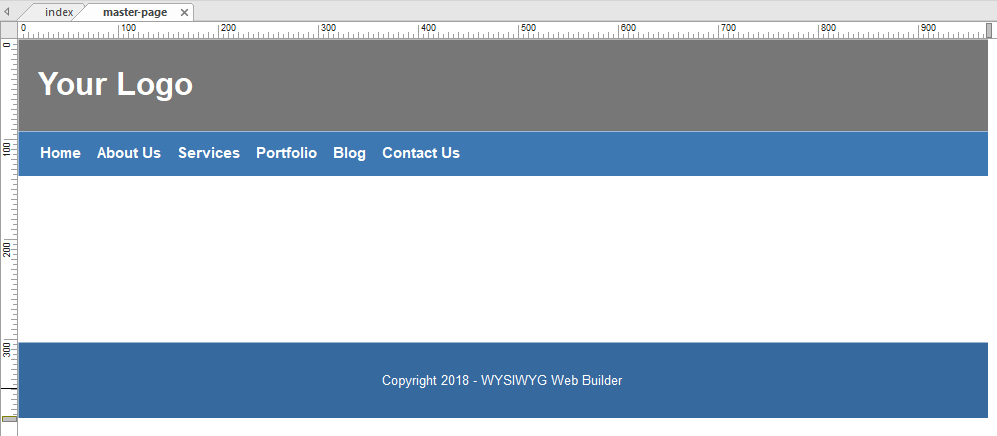 index master-page
0 100 200 300 400 500 600 700 800 900
0
Your Logo
100
Home About Us Services Portfolio Blog Contact Us
200
300
Copyright 2018 - WYSIWYG Web Builder